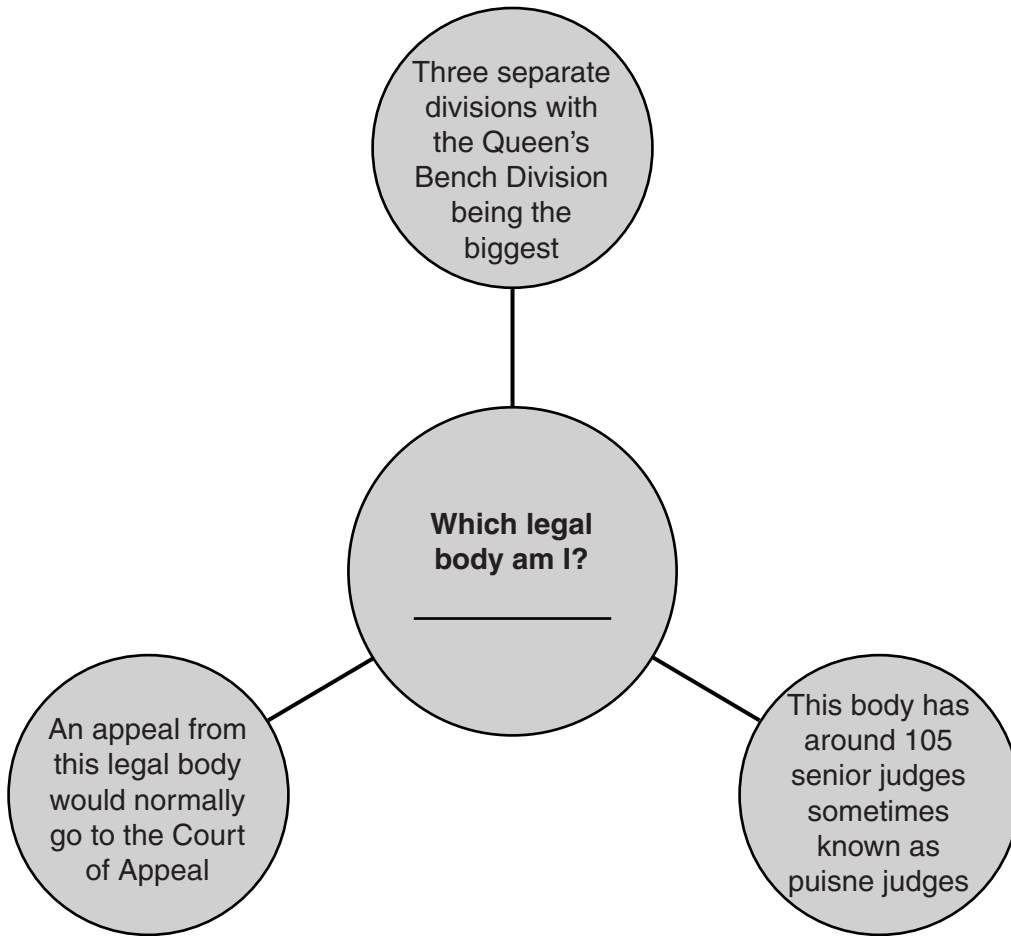 Three separate
divisions with
the Queen’s
Bench Division
being the
biggest
Which legal
body am I?
An appeal from
this legal body
would normally
go to the Court
of Appeal
This body has
around 105
senior judges
sometimes
known as
puisne judges